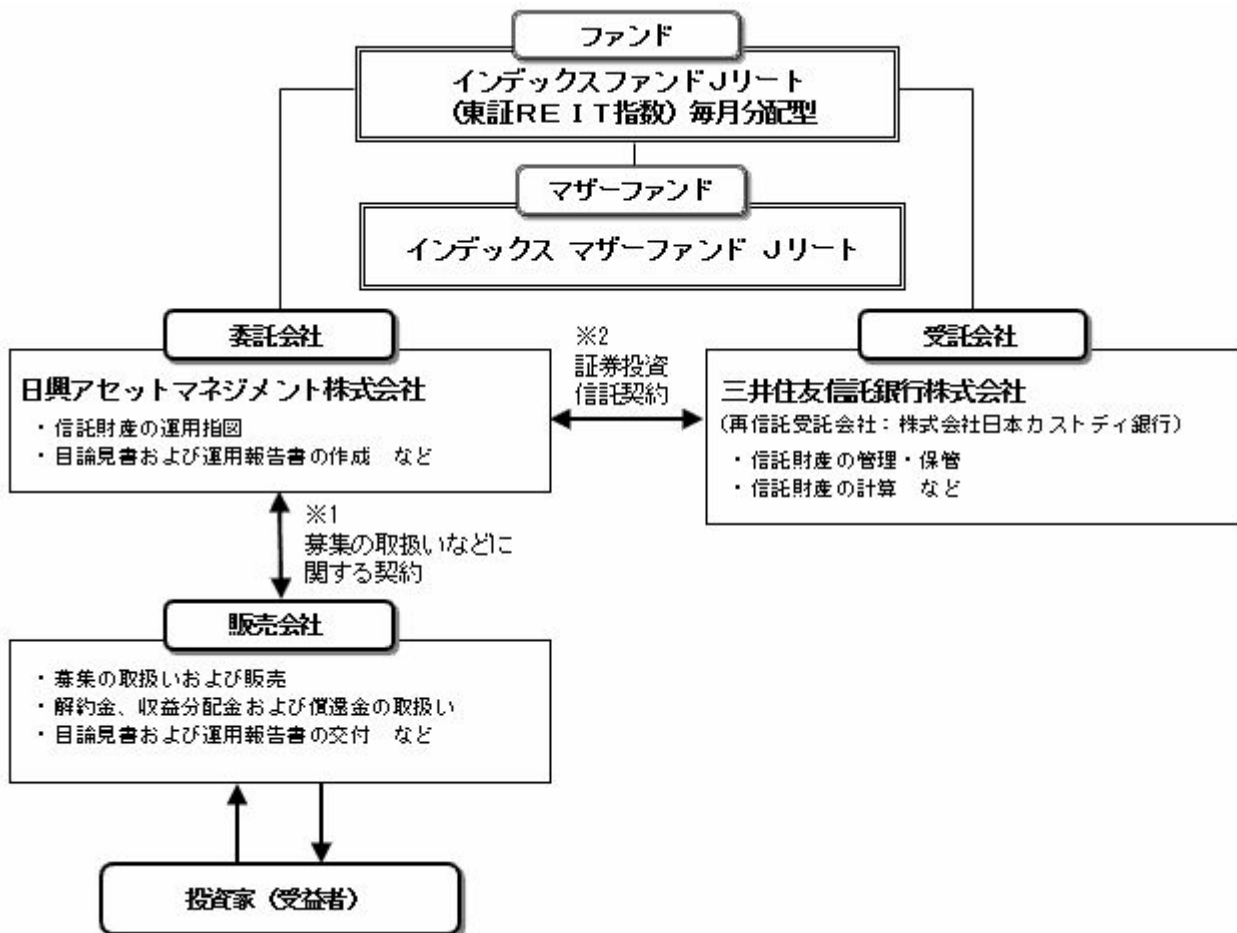 ファンド
インデックスファンドJリート
(東証REIT指数)毎月分配型
マザーファンド
インデックス マザーファンド Jリート
委託会社
日興アセットマネジメント株式会社
・信託財産の運用指図
・目論見書および運用報告書の作成 など
※2
証券投資
信託契約
受託会社
三井住友信託銀行株式会社
(再信託受託会社:株式会社日本カストディ銀行)
・信託財産の管理・保管
・信託財産の計算 など
※1
募集の取扱いなどに
関する契約
販売会社
・募集の取扱いおよび販売
・解約金、収益分配金および償還金の取扱い
・目論見書および運用報告書の交付 など
投資家(受益者)